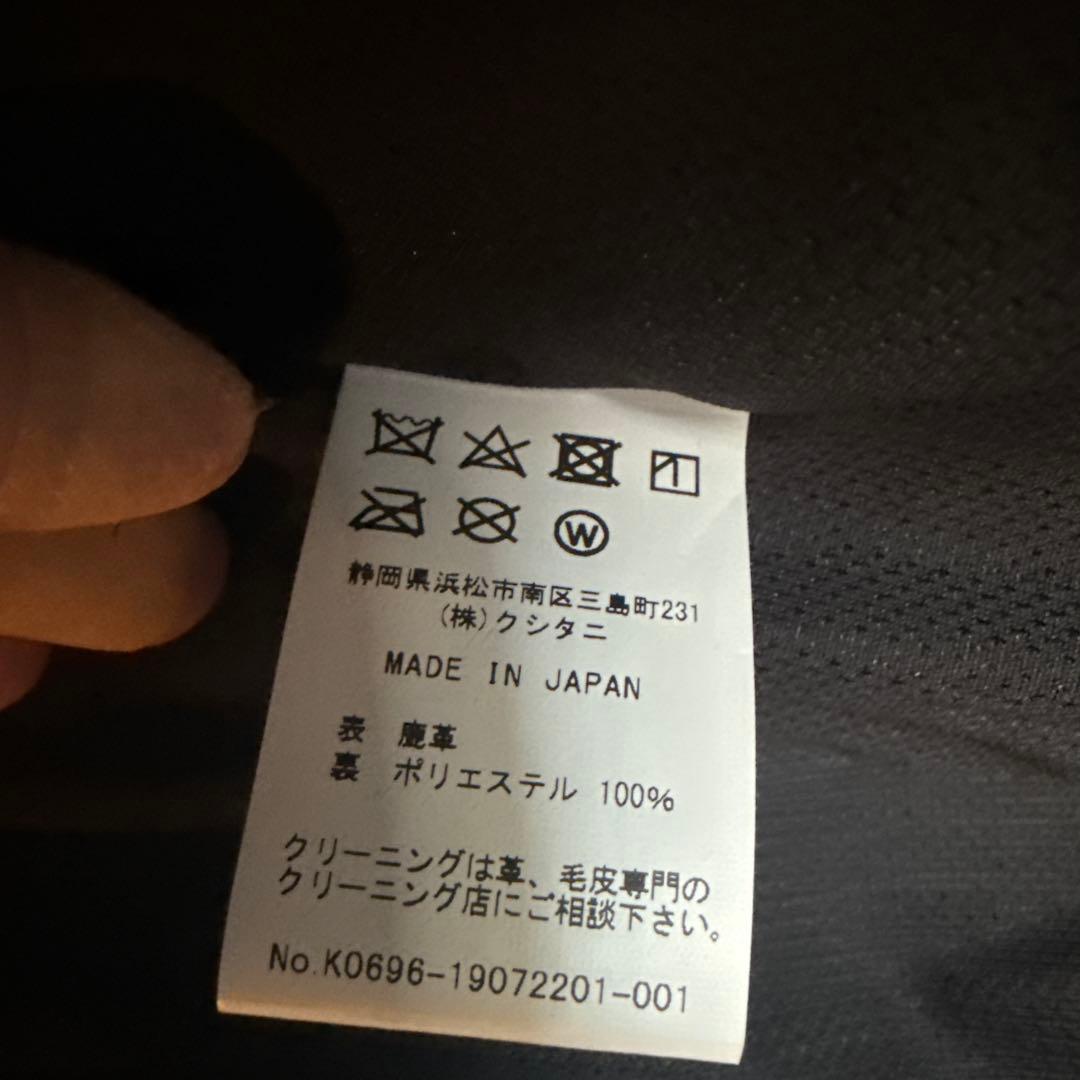 W
静岡県浜松市南区三島町231
(株)クシタニ
MADE IN JAPAN
表 鹿革
裏 ポリエステル 100%
クリーニングは革、毛皮専門の
クリーニング店にご相談下さい。
No.K0696-19072201-001